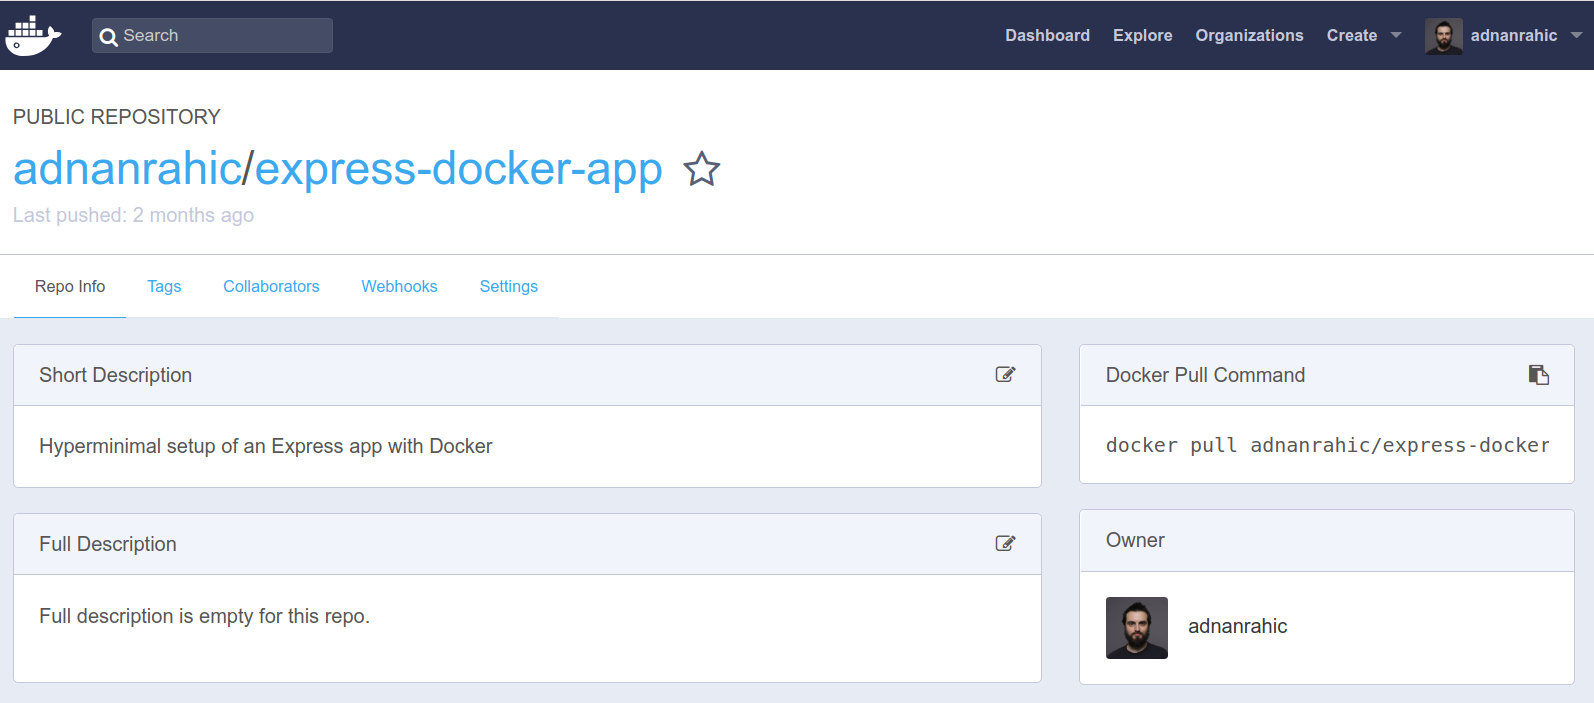 Search
Dashboard Explore Organizations Create adnanrahic
PUBLIC REPOSITORY
adnanrahic/express-docker-app
Last pushed: 2 months ago
Repo Info Tags Collaborators Webhooks Settings
Short Description
Hyperminimal setup of an Express app with Docker
Full Description
Full description is empty for this repo.
Docker Pull Command
docker pull adnanrahic/express-docker
Owner
adnanrahic